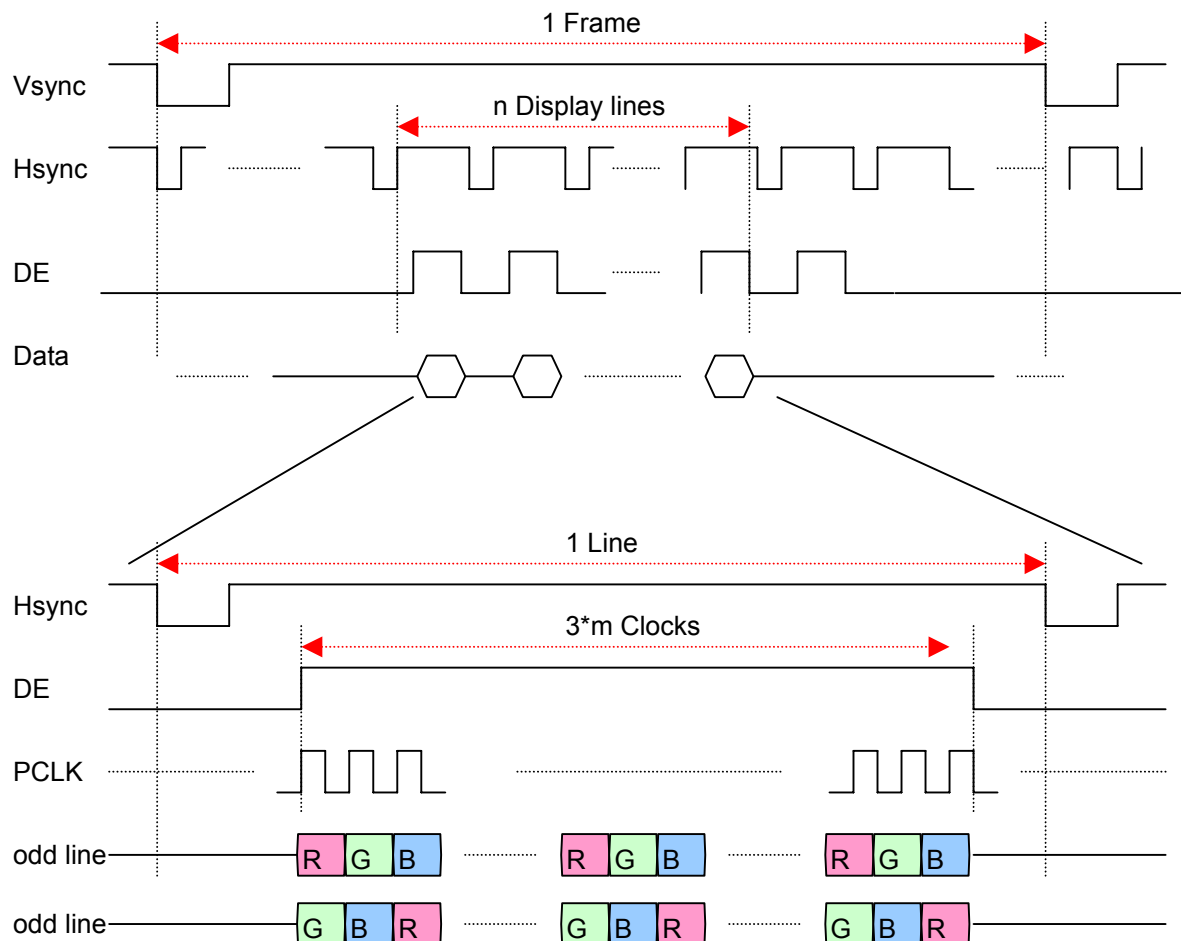 1 Frame
Vsync
n Display lines
Hsync
DE
Data
1 Line
Hsync
3*m Clocks
DE
PCLK
odd line R G B R G B R G B
odd line G B R G B R G B R